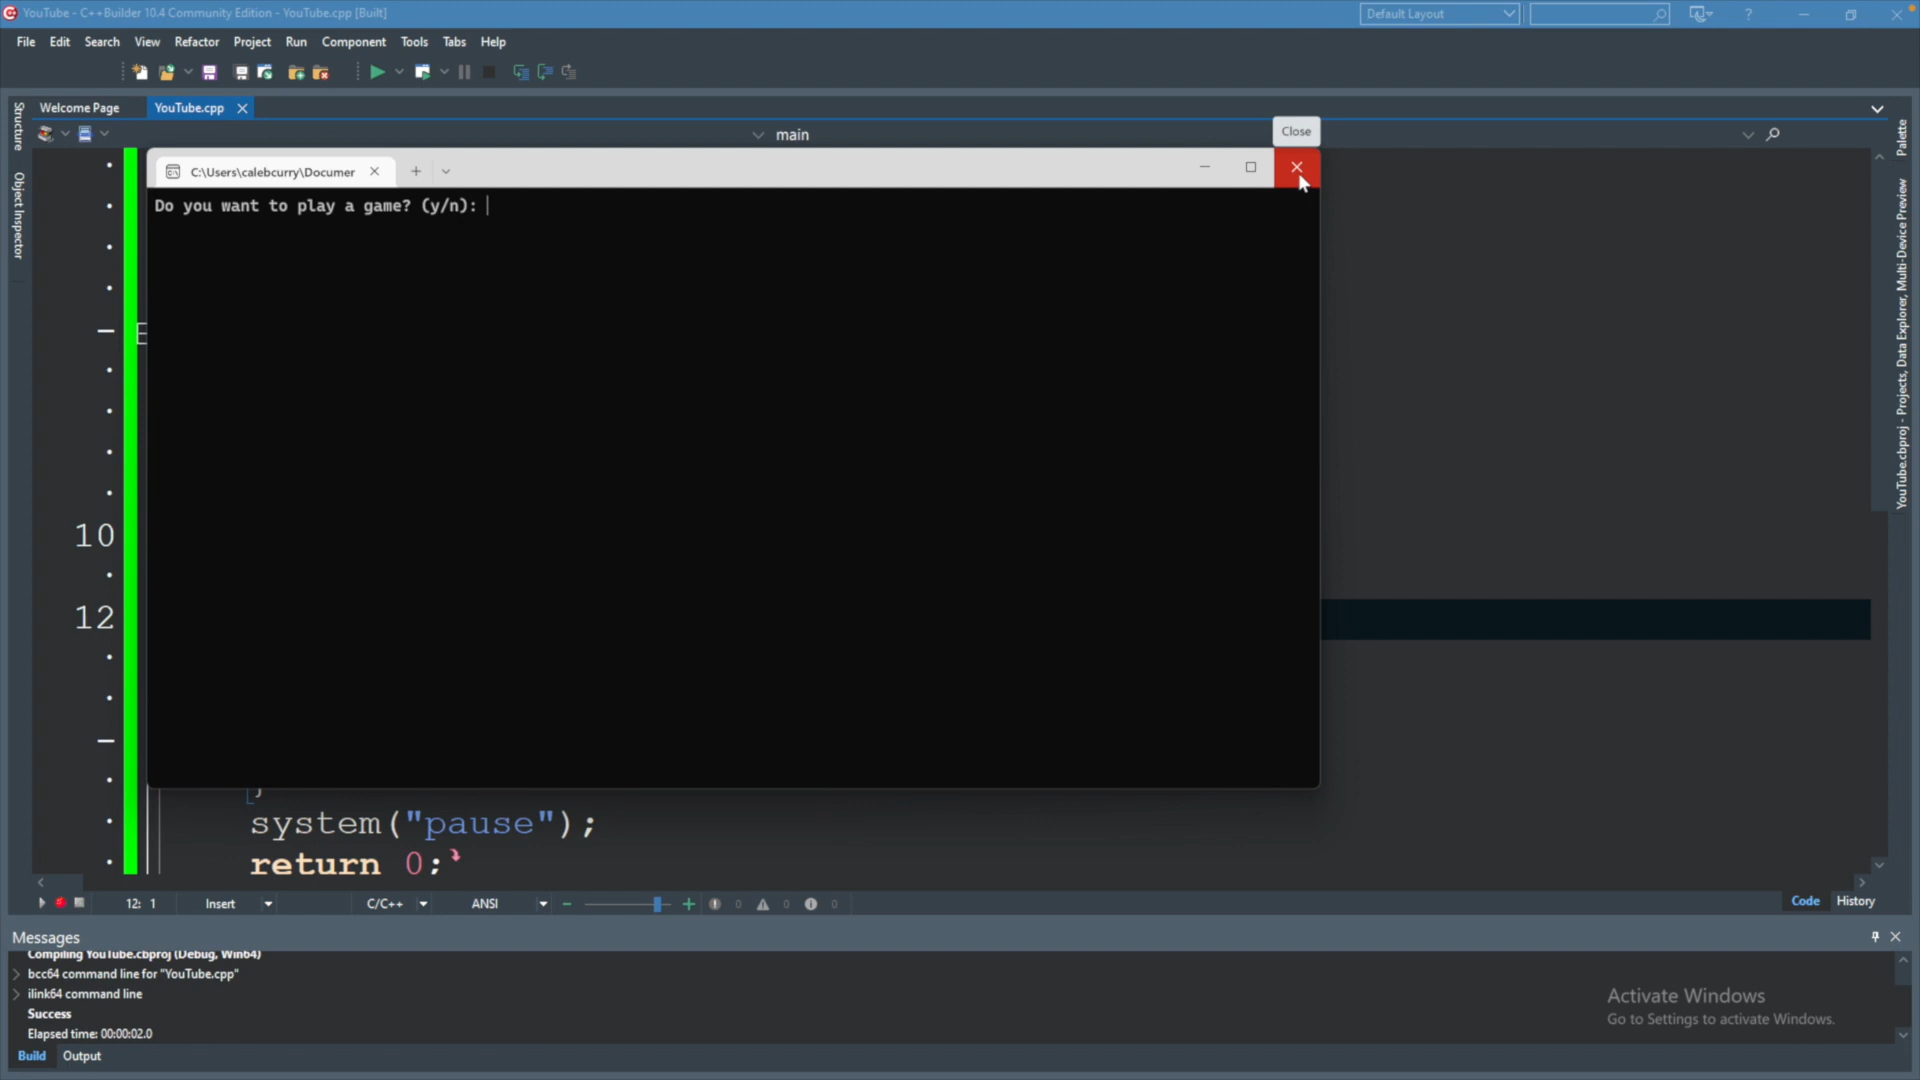 YouTube - C++Builder 10.4 Community Edition - YouTube.cpp [Built]
Default Layout
?
File Edit Search View Refactor Project Run Component Tools Tabs Help
Welcome Page YouTube.cpp
main
Close
Structure
Object Inspector
Palette
YouTube.cbproj - Projects, Data Explorer, Multi-Device Preview
C:\Users\calebcurry\Documer
Do you want to play a game? (y/n):
10
12
}
system("pause");
return 0;
12: 1 Insert C/C++ ANSI 0 0 0
Code History
Messages
Compiling YouTube.cbproj (Debug, Win64)
bcc64 command line for "YouTube.cpp"
ilink64 command line
Success
Elapsed time: 00:00:02.0
Build Output
Activate Windows
Go to Settings to activate Windows.